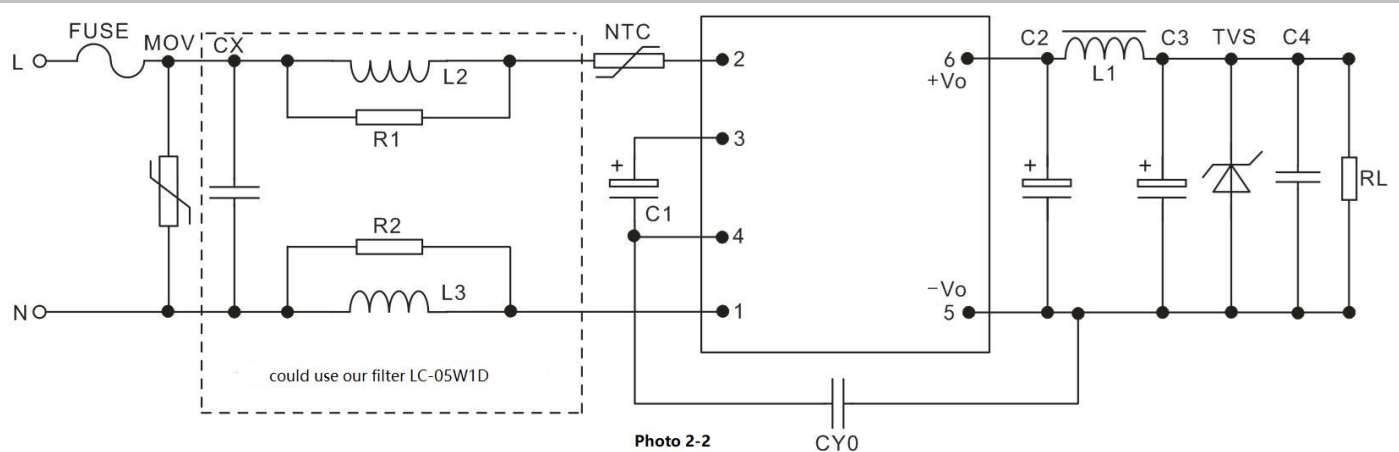 FUSE
MOV
CX
NTC
C2
C3
TVS
C4
L
L2
2
6
+Vo
L1
R1
3
+
+
+
C1
RL
R2
4
L3
−Vo
N
1
5
could use our filter LC-05W1D
Photo 2-2
CY0